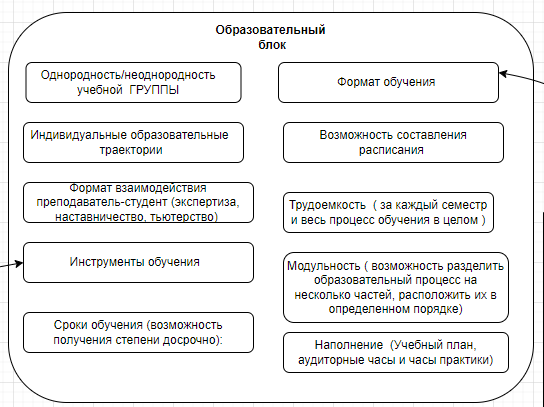 Образовательный
блок
Однородность/неоднородность
учебной ГРУППЫ
Формат обучения
Индивидуальные образовательные
траектории
Возможность составления
расписания
Формат взаимодействия
преподаватель-студент (экспертиза,
наставничество, тьютерство)
Трудоемкость ( за каждый семестр
и весь процесс обучения в целом )
Инструменты обучения
Модульность ( возможность разделить
образовательный процесс на
несколько частей, расположить их в
определенном порядке)
Сроки обучения (возможность
получения степени досрочно):
Наполнение (Учебный план,
аудиторные часы и часы практики)